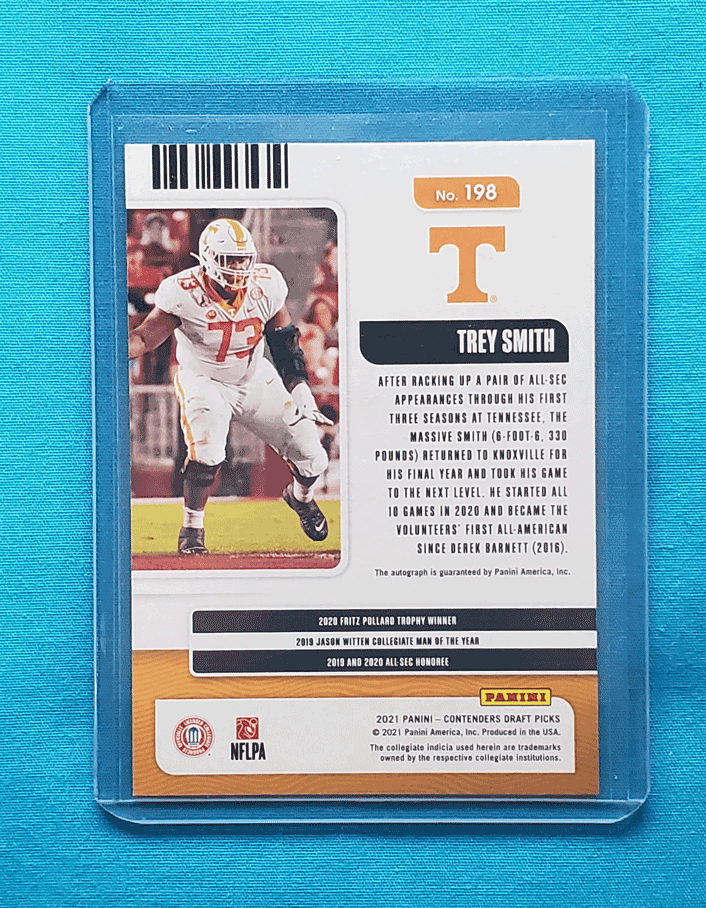 No. 198
T
73
TREY SMITH
AFTER RACKING UP A PAIR OF ALL-SEC
APPEARANCES THROUGH HIS FIRST
THREE SEASONS AT TENNESSEE, THE
MASSIVE SMITH (6-FOOT-6, 330
POUNDS) RETURNED TO KNOXVILLE FOR
HIS FINAL YEAR AND TOOK HIS GAME
TO THE NEXT LEVEL. HE STARTED ALL
10 GAMES IN 2020 AND BECAME THE
VOLUNTEERS' FIRST ALL-AMERICAN
SINCE DEREK BARNETT (2016).
The autograph is guaranteed by Panini America, Inc.
2020 FRITZ POLLARD TROPHY WINNER
2019 JASON WITTEN COLLEGIATE MAN OF THE YEAR
2019 AND 2020 ALL-SEC HONOREE
PANINI
2021 PANINI – CONTENDERS DRAFT PICKS
© 2021 Panini America, Inc. Produced in the USA.
The collegiate indicia used herein are trademarks
owned by the respective collegiate institutions.
NFLPA